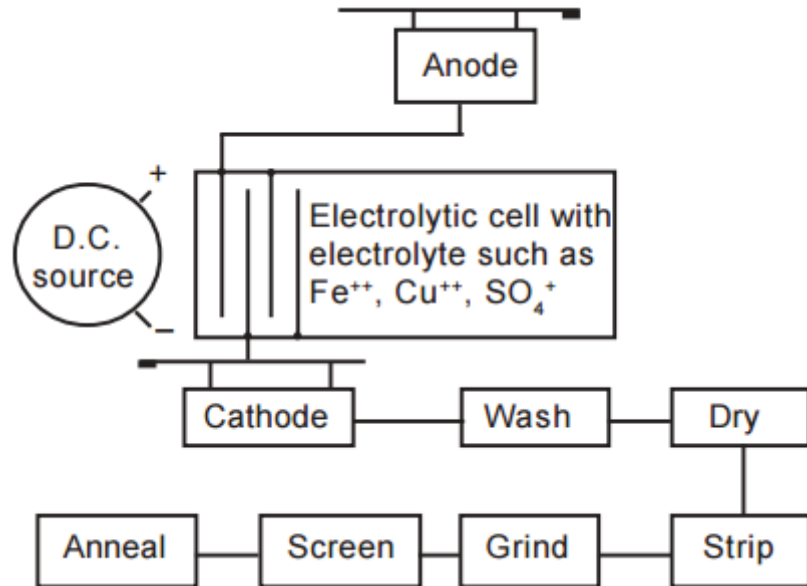 Anode
+
D.C.
source
–
Electrolytic cell with
electrolyte such as
Fe⁺⁺, Cu⁺⁺, SO₄⁺
Cathode
Wash
Dry
Anneal
Screen
Grind
Strip